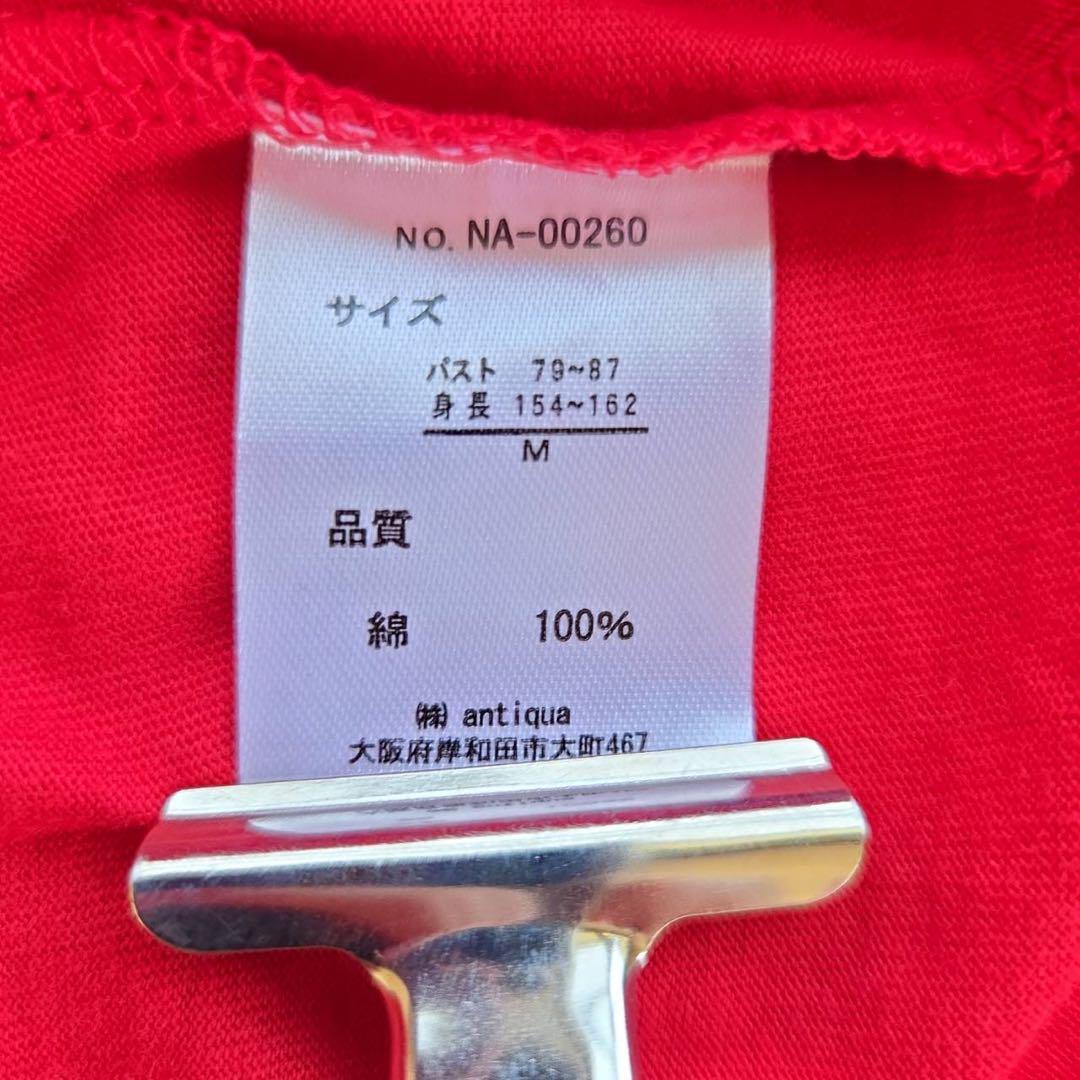 NO. NA-00260
サイズ
バスト 79~87
身長 154~162
M
品質
綿 100%
㈱ antiqua
大阪府岸和田市大町467